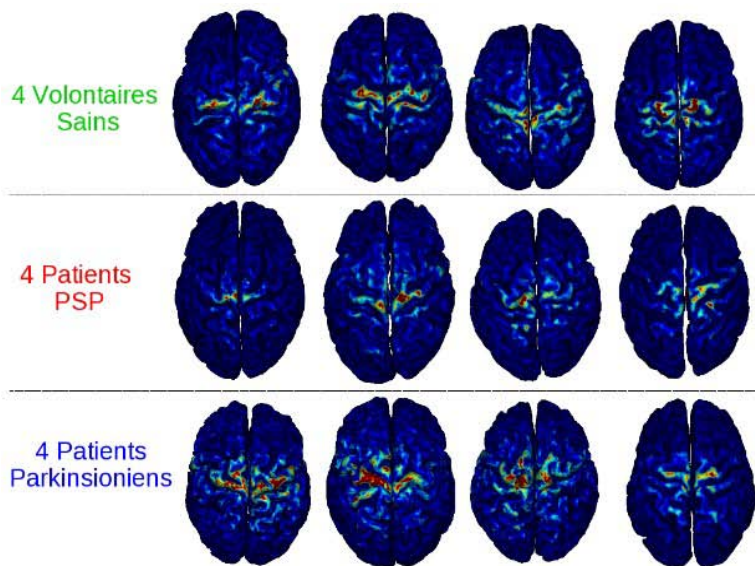 4 Volontaires
Sains
4 Patients
PSP
4 Patients
Parkinsioniens